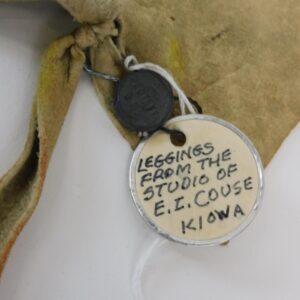 LEGGINGS
FROM THE
STUDIO OF
E.I. COUSE
KIOWA